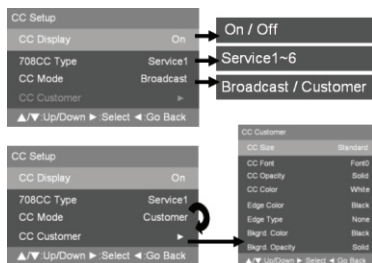 CC Setup
CC Display On
708CC Type Service1
CC Mode Broadcast
CC Customer ►
▲/▼:Up/Down ►:Select ◄:Go Back
On / Off
Service1~6
Broadcast / Customer
CC Setup
CC Display On
708CC Type Service1
CC Mode Customer
CC Customer ►
▲/▼:Up/Down ►:Select ◄:Go Back
CC Customer
CC Size Standard
CC Font Font0
CC Opacity Solid
CC Color White
Edge Color Black
Edge Type None
Bkgrd. Color Black
Bkgrd. Opacity Solid
▲/▼:Up/Down ►:Select ◄:Go Back